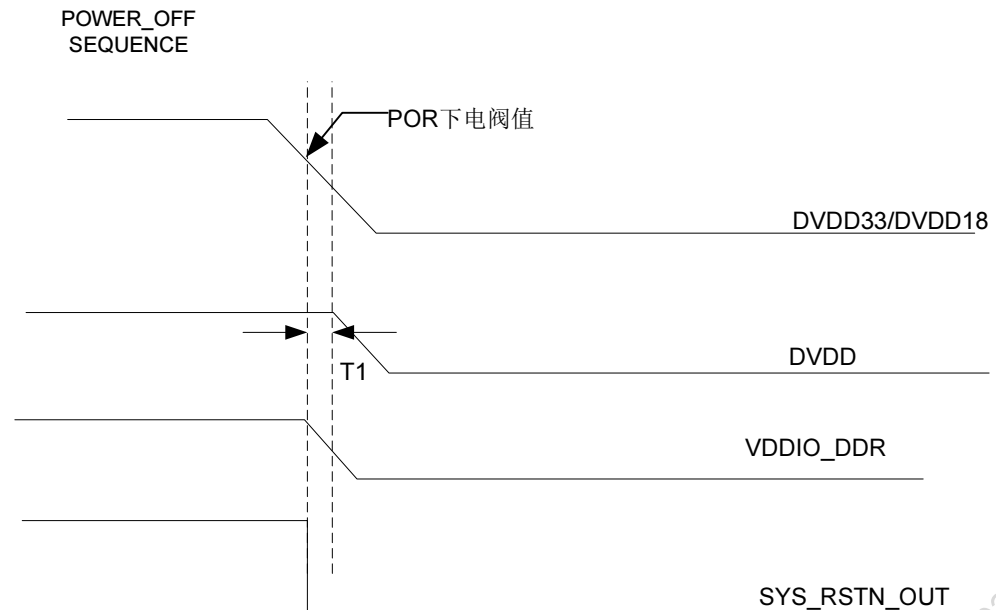 POWER_OFF
SEQUENCE
POR下电阀值
DVDD33/DVDD18
T1
DVDD
VDDIO_DDR
SYS_RSTN_OUT